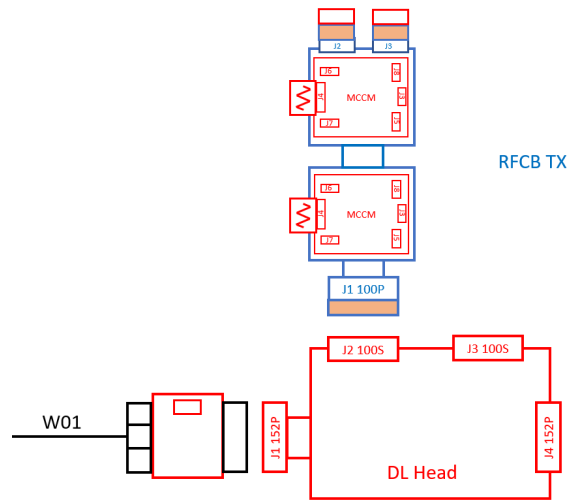 J2 J3
J6 J8
J4 MCCM J3
J7 J5
RFCB TX
J6 J8
J4 MCCM J3
J7 J5
J1 100P
J2 100S J3 100S
W01
J1 152P
J4 152P
DL Head